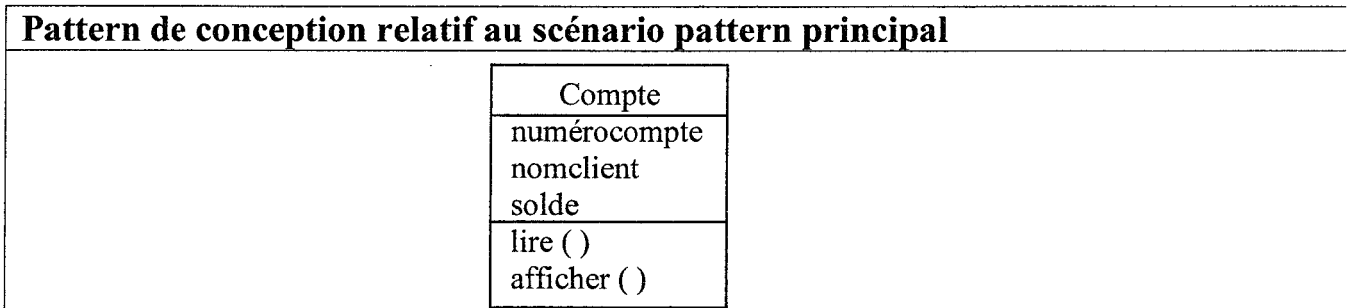 Pattern de conception relatif au scénario pattern principal
Compte
numérocompte
nomclient
solde
lire ( )
afficher ( )